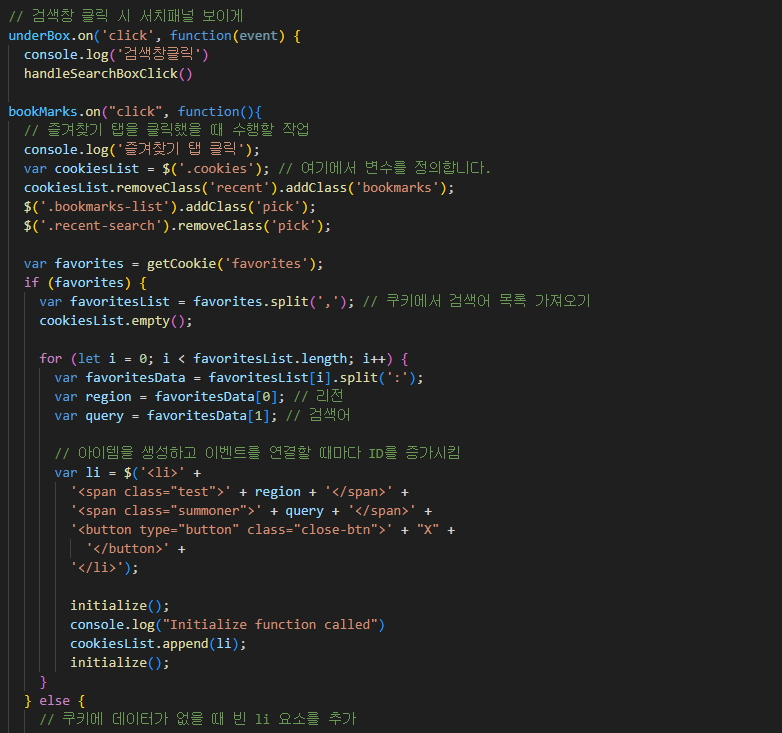 // 검색창 클릭 시 서치패널 보이게
underBox.on('click', function(event) {
  console.log('검색창클릭')
  handleSearchBoxClick()

bookMarks.on("click", function(){
  // 즐겨찾기 탭을 클릭했을 때 수행할 작업
  console.log('즐겨찾기 탭 클릭');
  var cookiesList = $('.cookies'); // 여기에서 변수를 정의합니다.
  cookiesList.removeClass('recent').addClass('bookmarks');
  $('.bookmarks-list').addClass('pick');
  $('.recent-search').removeClass('pick');

  var favorites = getCookie('favorites');
  if (favorites) {
    var favoritesList = favorites.split(','); // 쿠키에서 검색어 목록 가져오기
    cookiesList.empty();

    for (let i = 0; i < favoritesList.length; i++) {
      var favoritesData = favoritesList[i].split(':');
      var region = favoritesData[0]; // 리전
      var query = favoritesData[1]; // 검색어

      // 아이템을 생성하고 이벤트를 연결할 때마다 ID를 증가시킴
      var li = $('<li>' +
        '<span class="test">' + region + '</span>' +
        '<span class="summoner">' + query + '</span>' +
        '<button type="button" class="close-btn">' + "X" +
          '</button>' +
        '</li>');

        initialize();
        console.log("Initialize function called")
        cookiesList.append(li);
        initialize();
    }
  } else {
    // 쿠키에 데이터가 없을 때 빈 li 요소를 추가